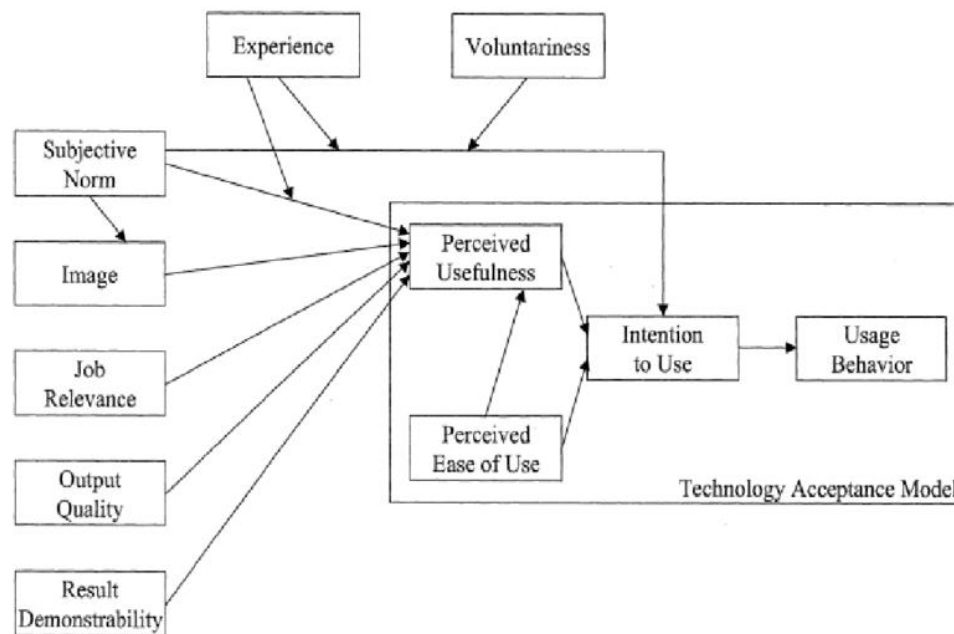 Experience
Voluntariness
Subjective
Norm
Image
Perceived
Usefulness
Intention
to Use
Usage
Behavior
Job
Relevance
Perceived
Ease of Use
Output
Quality
Technology Acceptance Model
Result
Demonstrability